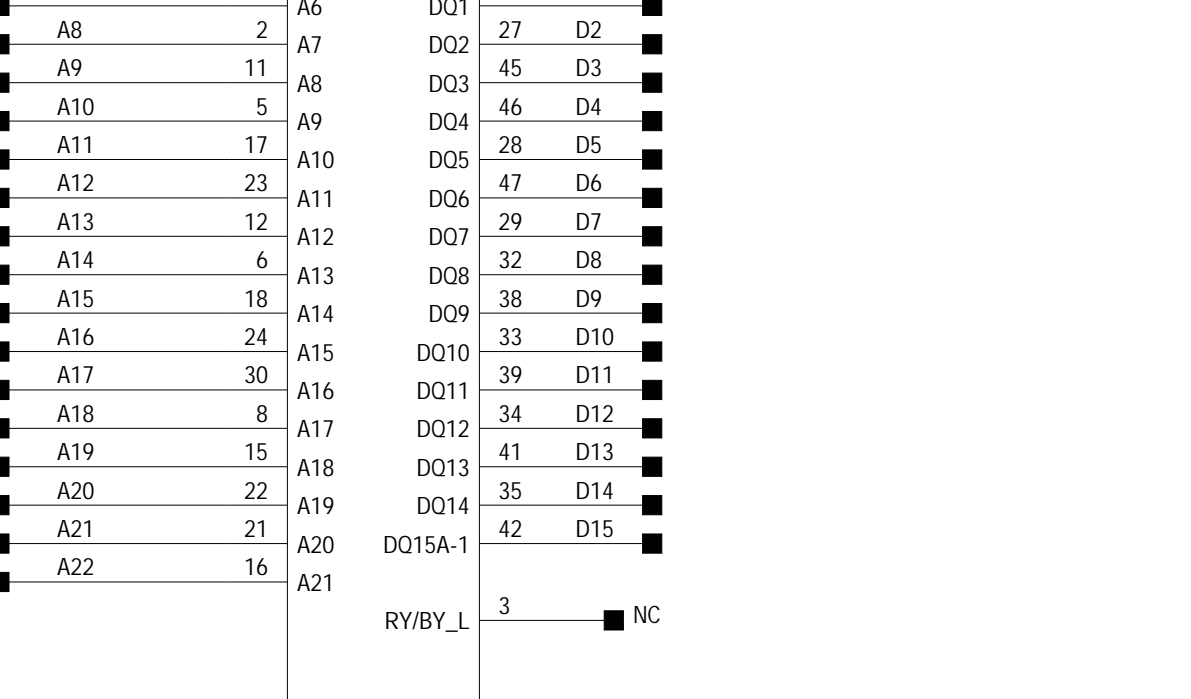 A6 DQ1
A8 2 A7 DQ2 27 D2
A9 11 A8 DQ3 45 D3
A10 5 A9 DQ4 46 D4
A11 17 A10 DQ5 28 D5
A12 23 A11 DQ6 47 D6
A13 12 A12 DQ7 29 D7
A14 6 A13 DQ8 32 D8
A15 18 A14 DQ9 38 D9
A16 24 A15 DQ10 33 D10
A17 30 A16 DQ11 39 D11
A18 8 A17 DQ12 34 D12
A19 15 A18 DQ13 41 D13
A20 22 A19 DQ14 35 D14
A21 21 A20 DQ15A-1 42 D15
A22 16 A21
RY/BY_L 3 NC